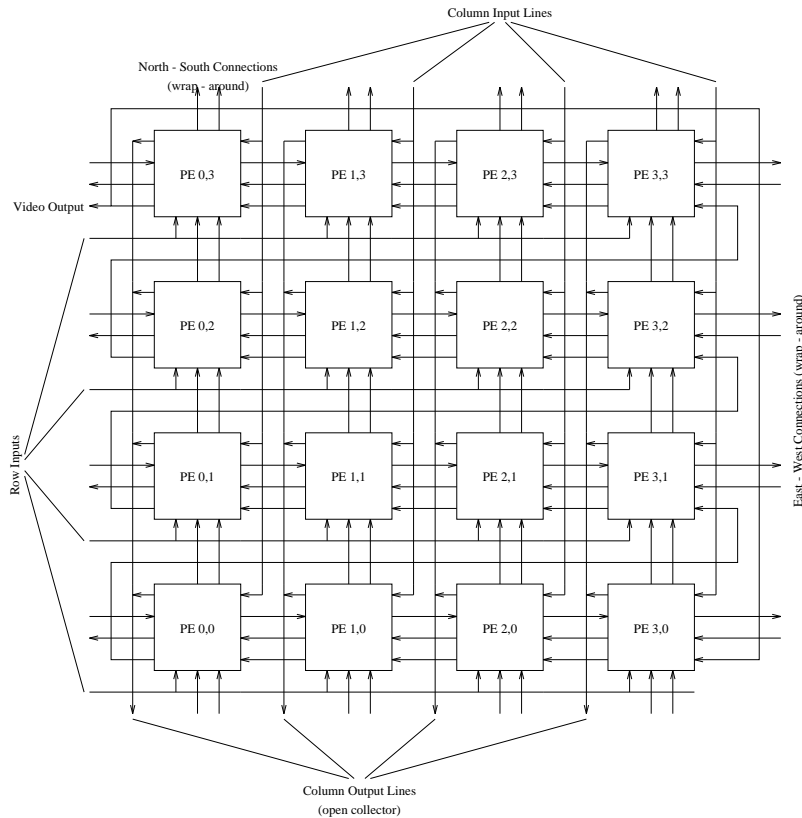 Column Input Lines
North - South Connections
(wrap - around)
PE 0,3
PE 1,3
PE 2,3
PE 3,3
Video Output
PE 0,2
PE 1,2
PE 2,2
PE 3,2
East - West Connections (wrap - around)
Row Inputs
PE 0,1
PE 1,1
PE 2,1
PE 3,1
PE 0,0
PE 1,0
PE 2,0
PE 3,0
Column Output Lines
(open collector)